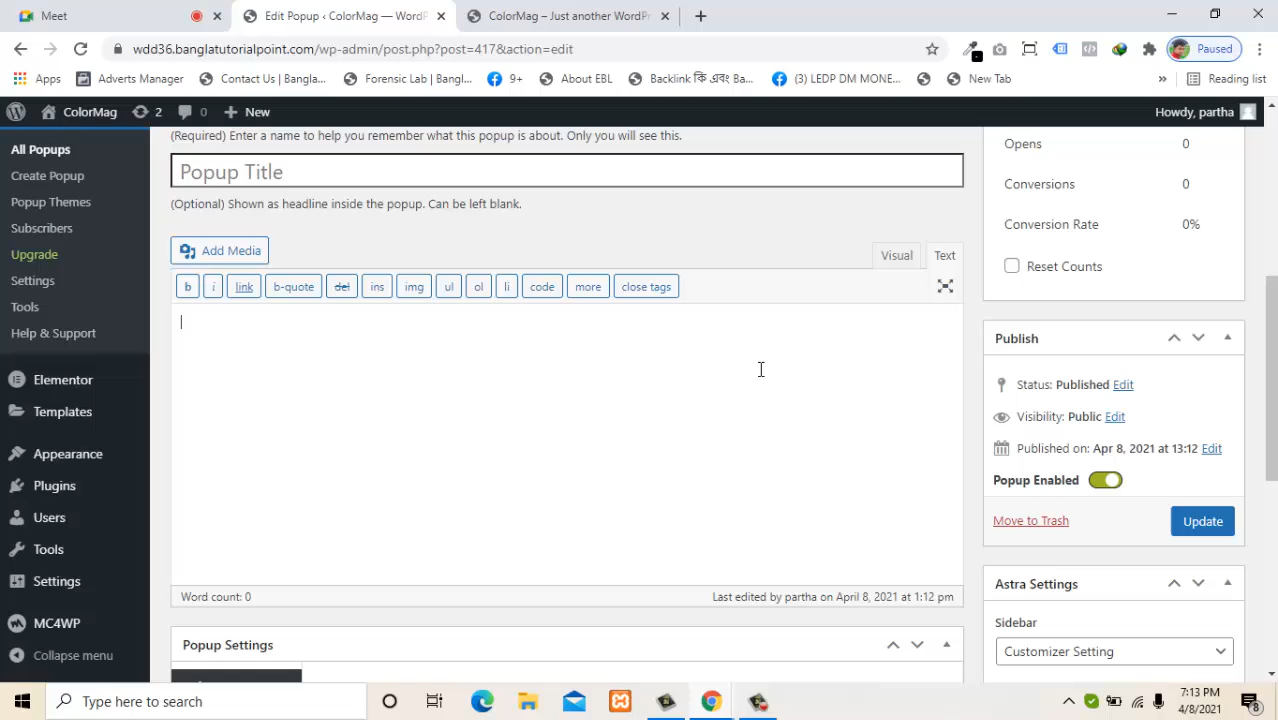 Meet
Edit Popup ‹ ColorMag — WordP
ColorMag – Just another WordPr
wdd36.banglatutorialpoint.com/wp-admin/post.php?post=417&action=edit
Paused
Apps
Adverts Manager
Contact Us | Bangla...
Forensic Lab | Bangl...
9+
About EBL
Backlink কি এবং Ba...
(3) LEDP DM MONE...
New Tab
»
Reading list
ColorMag
2
0
New
Howdy, partha
All Popups
Create Popup
Popup Themes
Subscribers
Upgrade
Settings
Tools
Help & Support
Elementor
Templates
Appearance
Plugins
Users
Tools
Settings
MC4WP
Collapse menu
(Required) Enter a name to help you remember what this popup is about. Only you will see this.
Popup Title
(Optional) Shown as headline inside the popup. Can be left blank.
Add Media
Visual
Text
b
i
link
b-quote
del
ins
img
ul
ol
li
code
more
close tags
Word count: 0
Last edited by partha on April 8, 2021 at 1:12 pm
Popup Settings
Opens
0
Conversions
0
Conversion Rate
0%
Reset Counts
Publish
Status: Published Edit
Visibility: Public Edit
Published on: Apr 8, 2021 at 13:12 Edit
Popup Enabled
Move to Trash
Update
Astra Settings
Sidebar
Customizer Setting
Type here to search
7:13 PM
4/8/2021
8